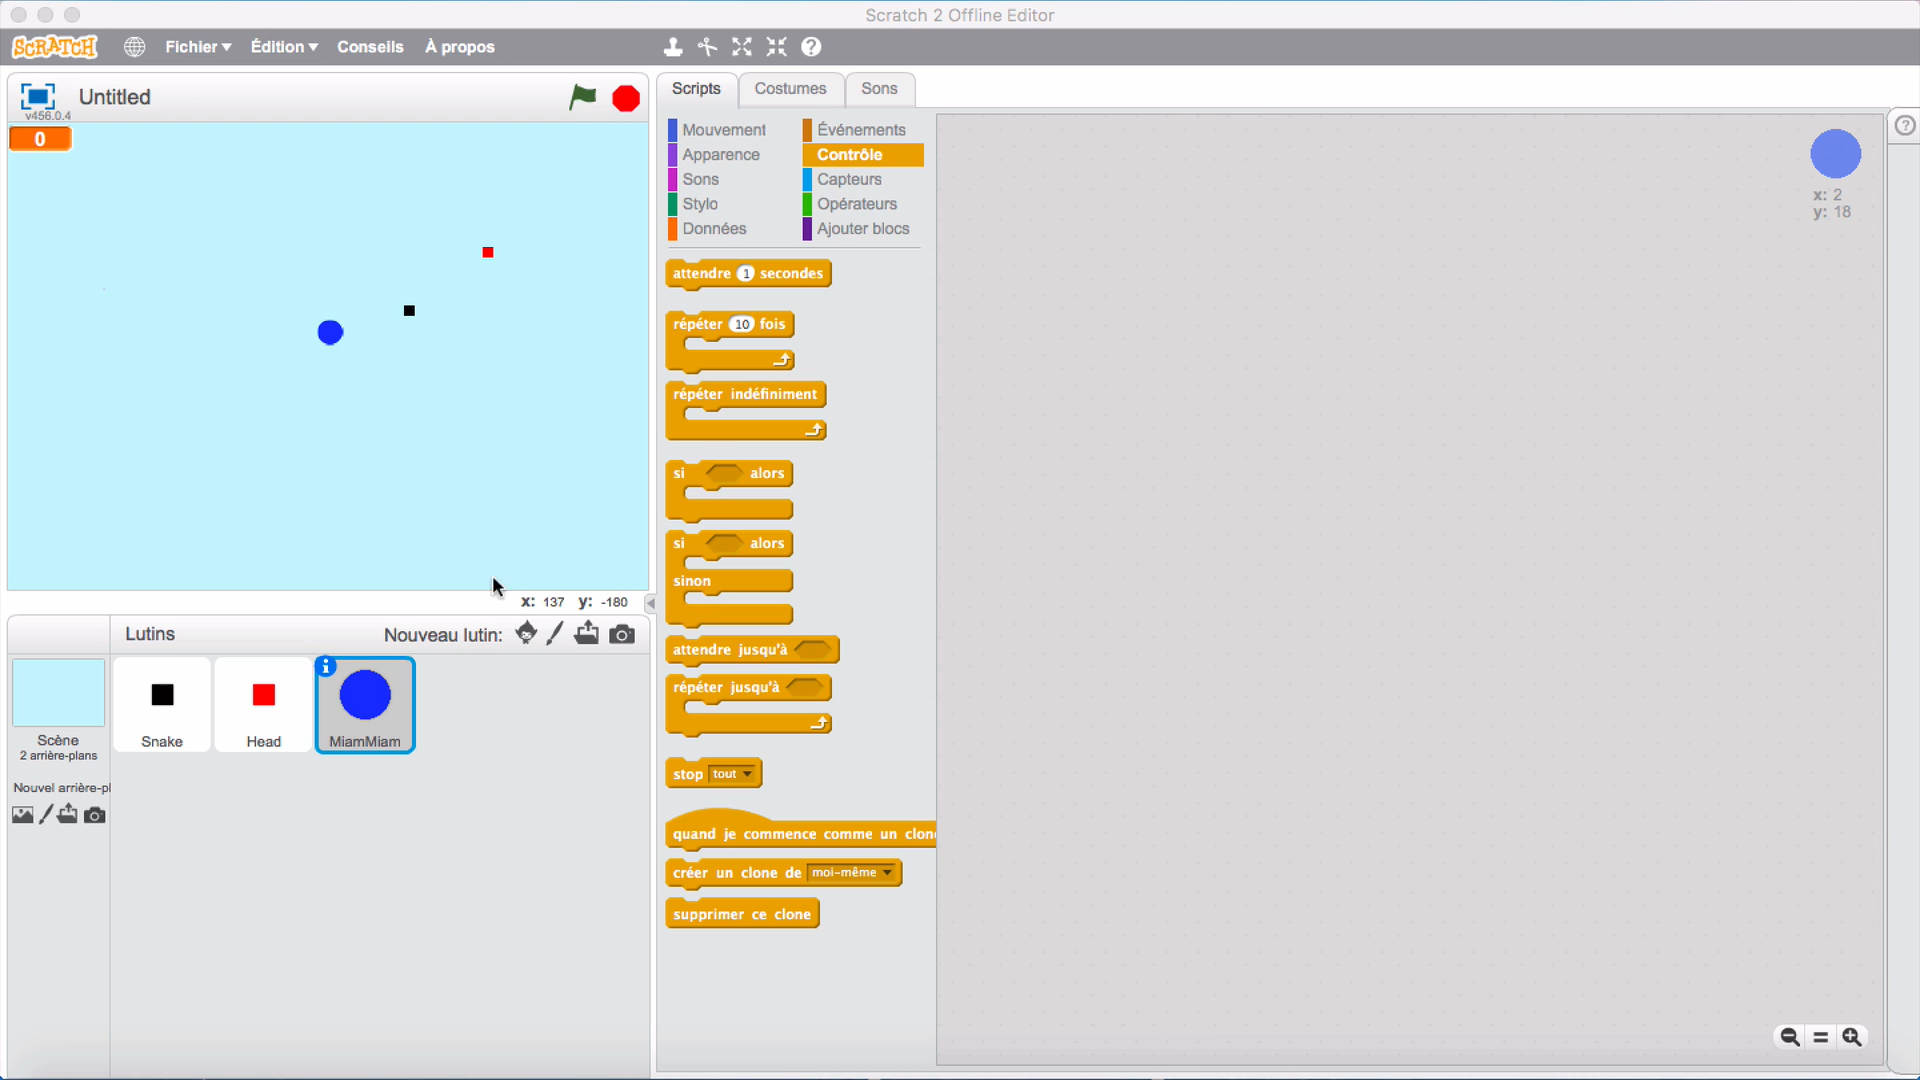 Scratch 2 Offline Editor
SCRATCH
Fichier
Édition
Conseils
À propos
v456.0.4
Untitled
0
x: 137 y: -180
Lutins
Nouveau lutin:
Scène
2 arrière-plans
Nouvel arrière-pl
Snake
Head
MiamMiam
Scripts
Costumes
Sons
Mouvement
Événements
Apparence
Contrôle
Sons
Capteurs
Stylo
Opérateurs
Données
Ajouter blocs
attendre 1 secondes
répéter 10 fois
répéter indéfiniment
si alors
si alors
sinon
attendre jusqu'à
répéter jusqu'à
stop tout
quand je commence comme un clone
créer un clone de moi-même
supprimer ce clone
x: 2
y: 18